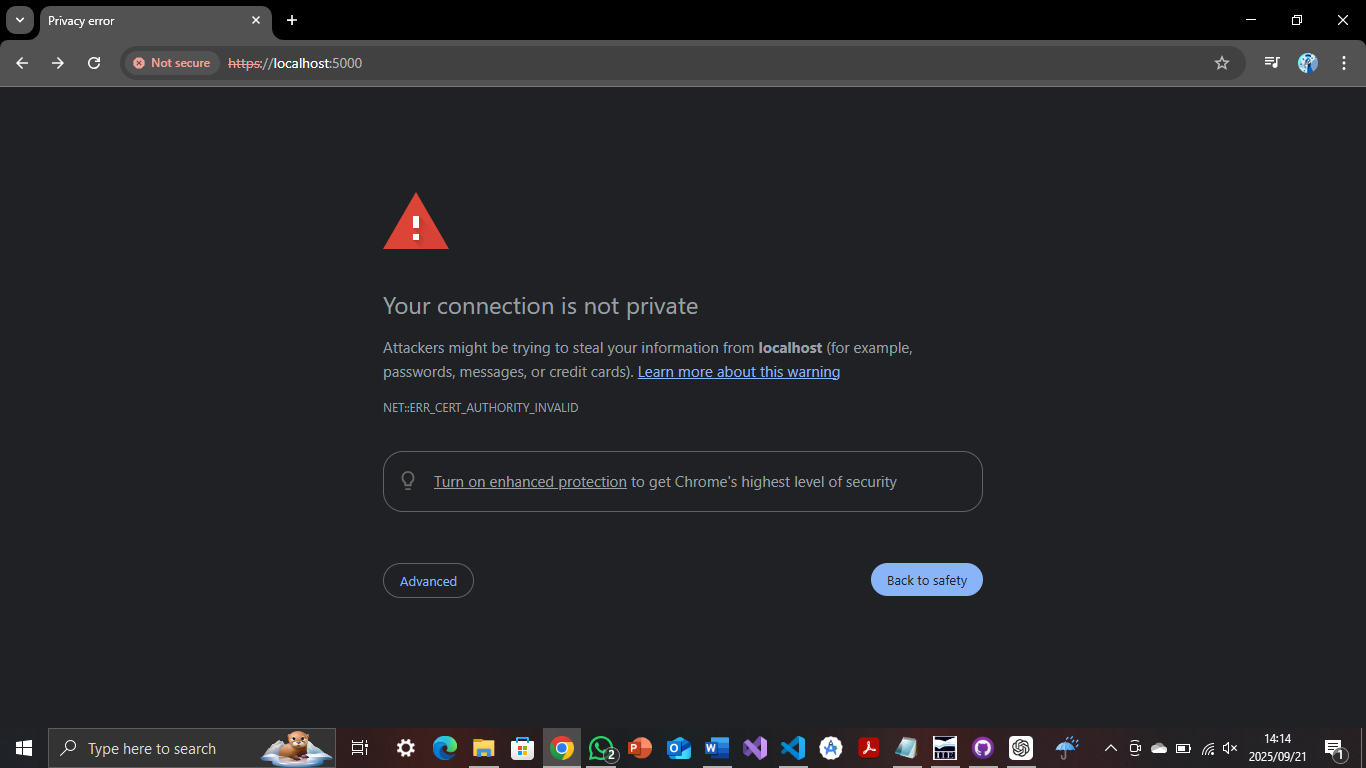 Privacy error
Not secure
https://localhost:5000
!
Your connection is not private
Attackers might be trying to steal your information from localhost (for example,
passwords, messages, or credit cards). Learn more about this warning
NET::ERR_CERT_AUTHORITY_INVALID
Turn on enhanced protection to get Chrome's highest level of security
Advanced
Back to safety
Type here to search
2
14:14
2025/09/21
1